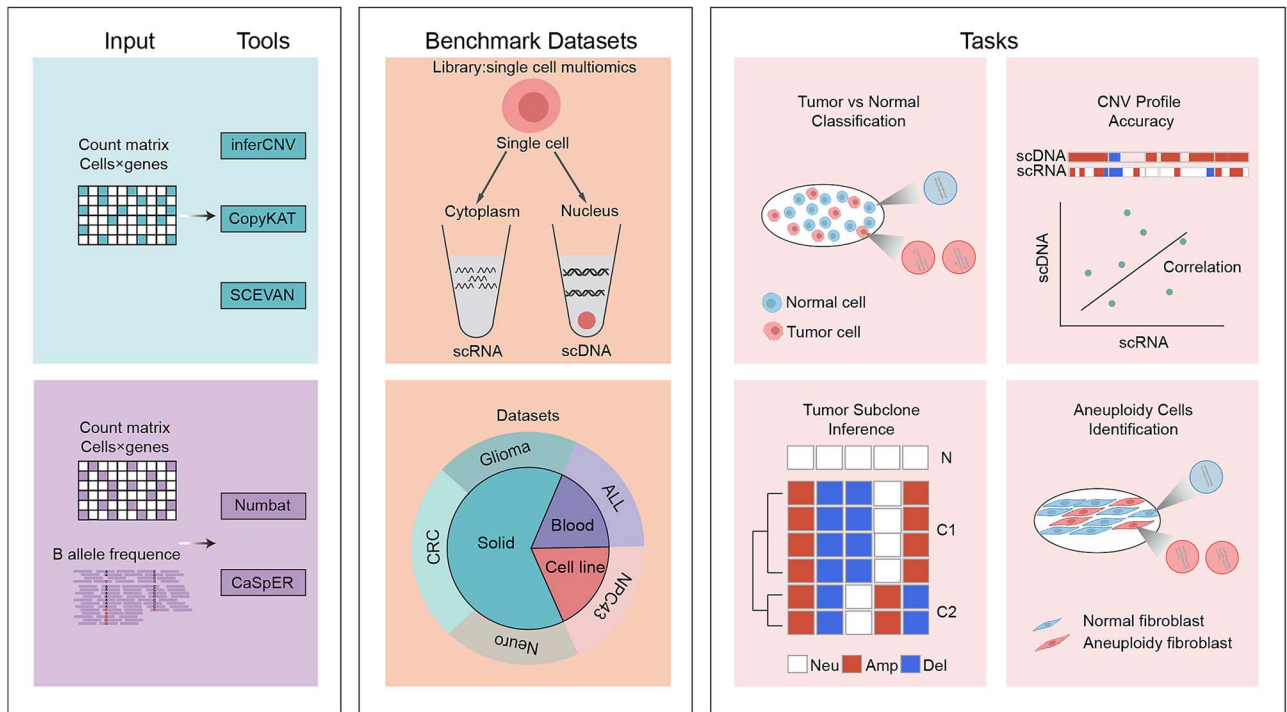 Input
Tools
Count matrix
Cells×genes
inferCNV
CopyKAT
SCEVAN
Count matrix
Cells×genes
B allele frequence
Numbat
CaSpER
Benchmark Datasets
Library:single cell multiomics
Single cell
Cytoplasm
Nucleus
scRNA
scDNA
Datasets
Glioma
ALL
CRC
Solid
Blood
Cell line
NPC43
Neuro
Tasks
Tumor vs Normal
Classification
Normal cell
Tumor cell
CNV Profile
Accuracy
scDNA
scRNA
scDNA
Correlation
scRNA
Tumor Subclone
Inference
N
C1
C2
Neu
Amp
Del
Aneuploidy Cells
Identification
Normal fibroblast
Aneuploidy fibroblast